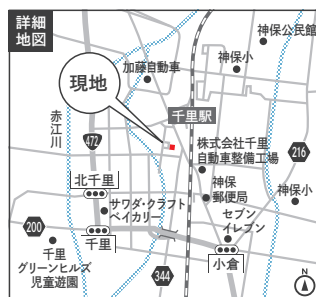 詳細
地図
神保公民館
神保小
加藤自動車
現地
千里駅
赤江川
472
株式会社千里
自動車整備工場
216
北千里
神保
郵便局
神保小
サワダ・クラフト
ベイカリー
セブン
イレブン
200
千里
千里
グリーンヒルズ
児童遊園
小倉
344
N